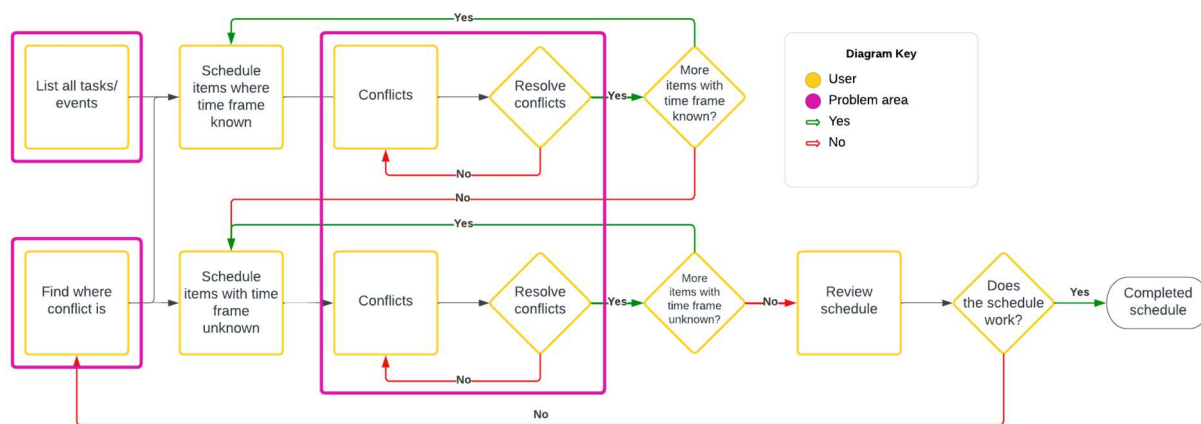 Yes
List all tasks/
events
Schedule
items where
time frame
known
Conflicts
Resolve
conflicts
Yes
More
items with
time frame
known?
No
No
Diagram Key
User
Problem area
Yes
No
Yes
Find where
conflict is
Schedule
items with time
frame
unknown
Conflicts
Resolve
conflicts
Yes
More
items with
time frame
unknown?
No
No
Review
schedule
Does
the schedule
work?
Yes
Completed
schedule
No